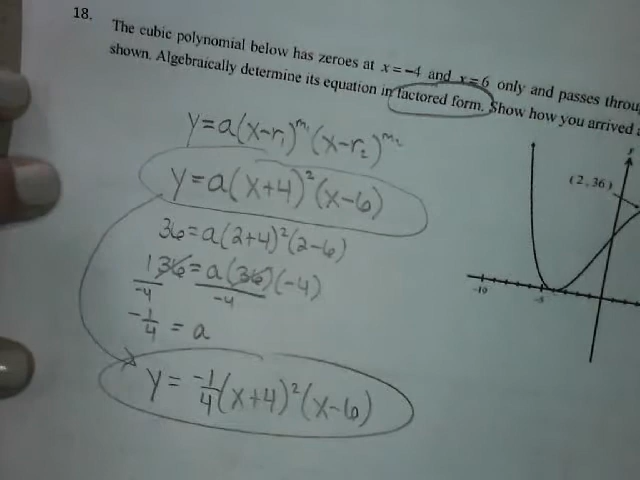 18.
The cubic polynomial below has zeroes at x = −4 and x = 6 only and passes
shown. Algebraically determine its equation in factored form. Show how you arrived
y=a(x-r₁)^m₁(x-r₂)^m₂
y=a(x+4)²(x-6)
36=a(2+4)²(2-6)
1 36=a(36)(-4)
-4 -4
-1/4 = a
y=-1/4(x+4)²(x-6)
y
(2,36)
-10
-5